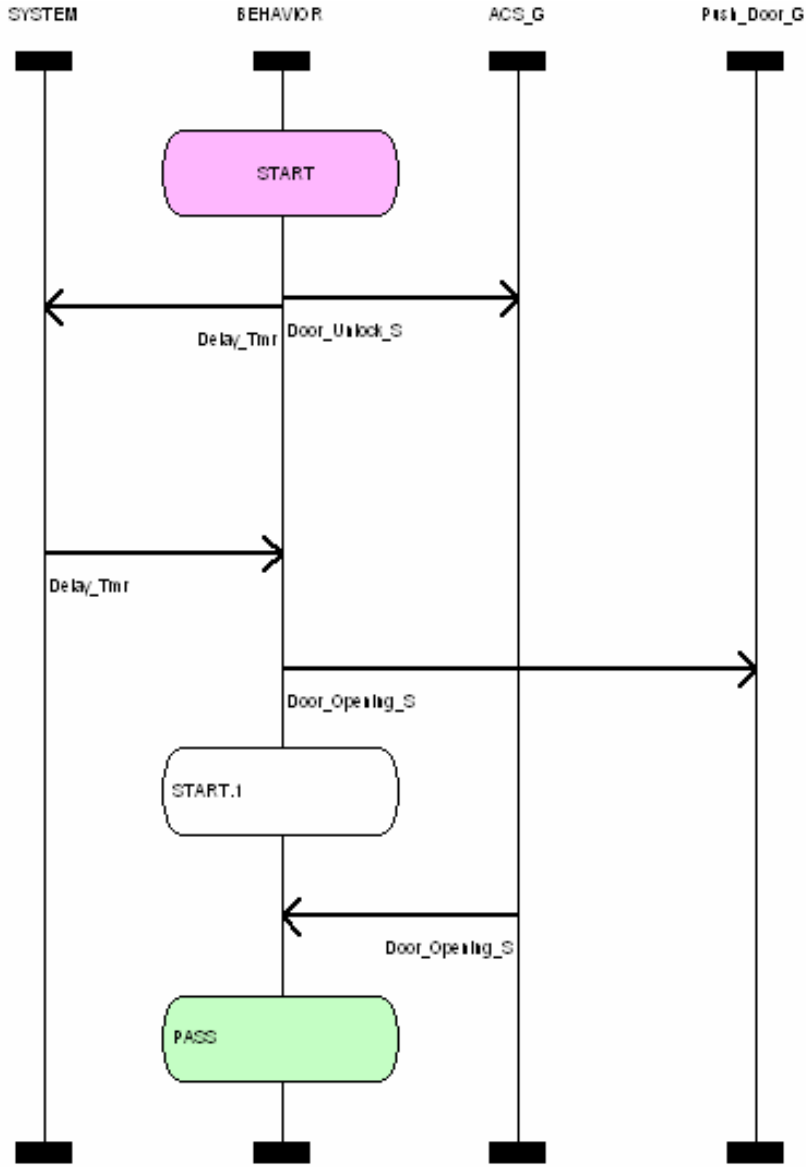 SYSTEM BEHAVIOR ACS_G Push_Door_G
START
Delay_Tmr Door_Unlock_S
Delay_Tmr
Door_Opening_S
START.1
Door_Opening_S
PASS